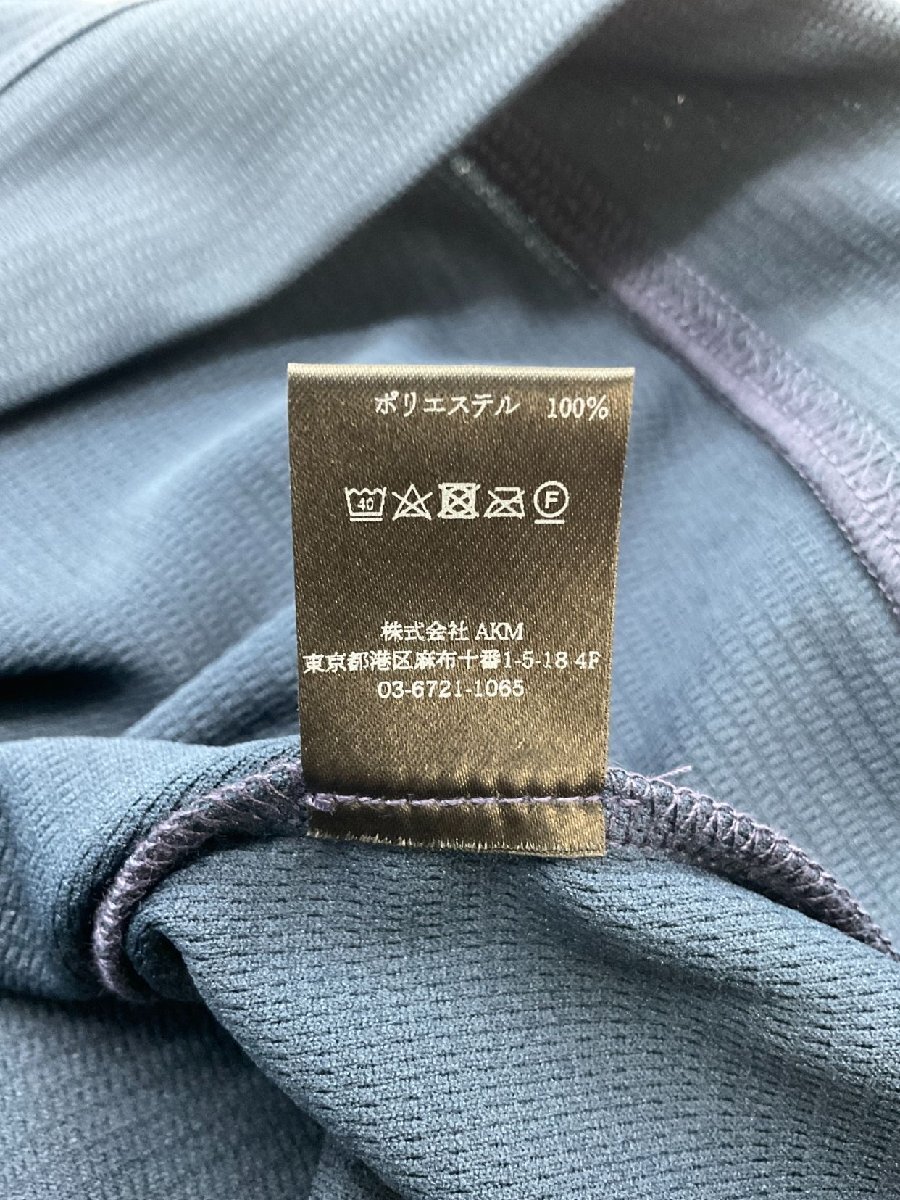 ポリエステル 100%
40 F
株式会社 AKM
東京都港区麻布十番1-5-18 4F
03-6721-1065